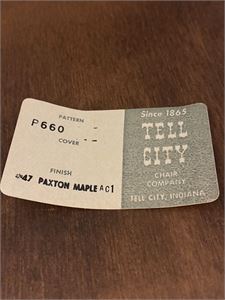 PATTERN
P660 -
COVER
- -
FINISH
#47 PAXTON MAPLE AC1
Since 1865
TELL
CITY
CHAIR
COMPANY
TELL CITY, INDIANA